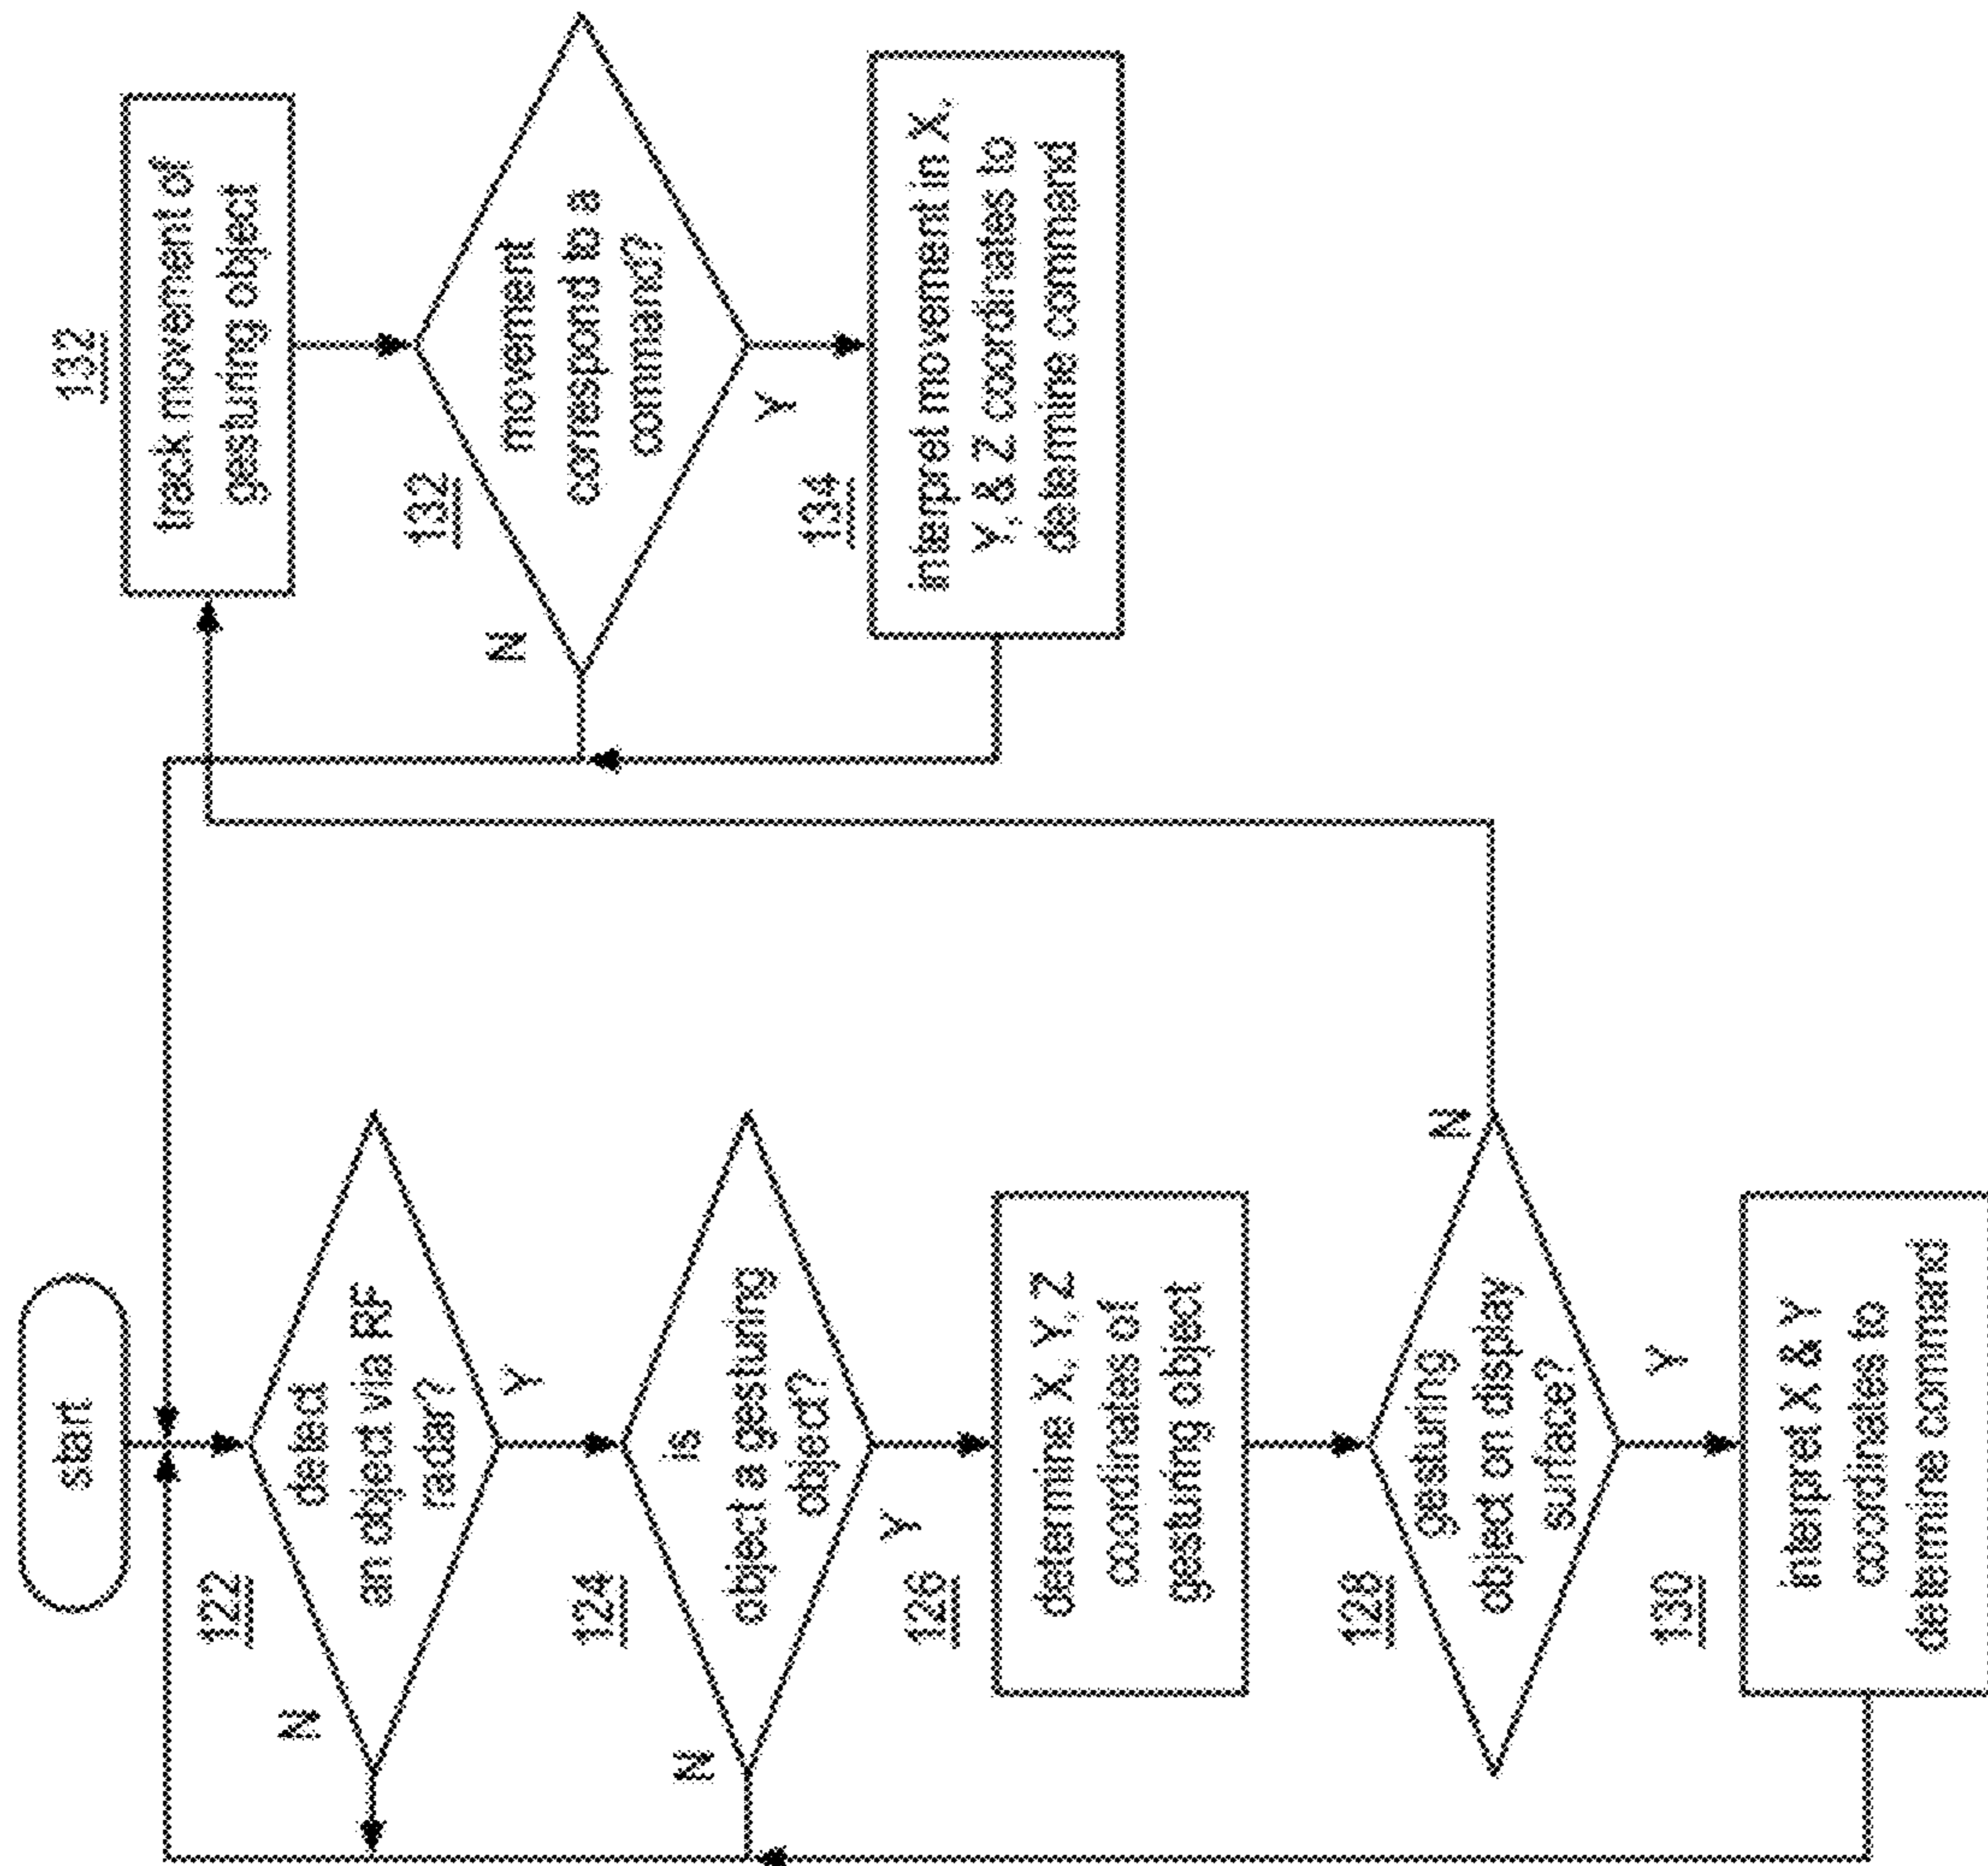 start
122
detect
an object via RF
radar?
N
Y
124
is
object a gesturing
object?
N
Y
126
determine X, Y, Z
coordinates of
gesturing object
128
gesturing
object on display
surface?
N
Y
130
interpret X & Y
coordinates to
determine command
132
track movement of
gesturing object
132
movement
correspond to a
command?
N
Y
134
interpret movement in X,
Y, & Z coordinates to
determine command